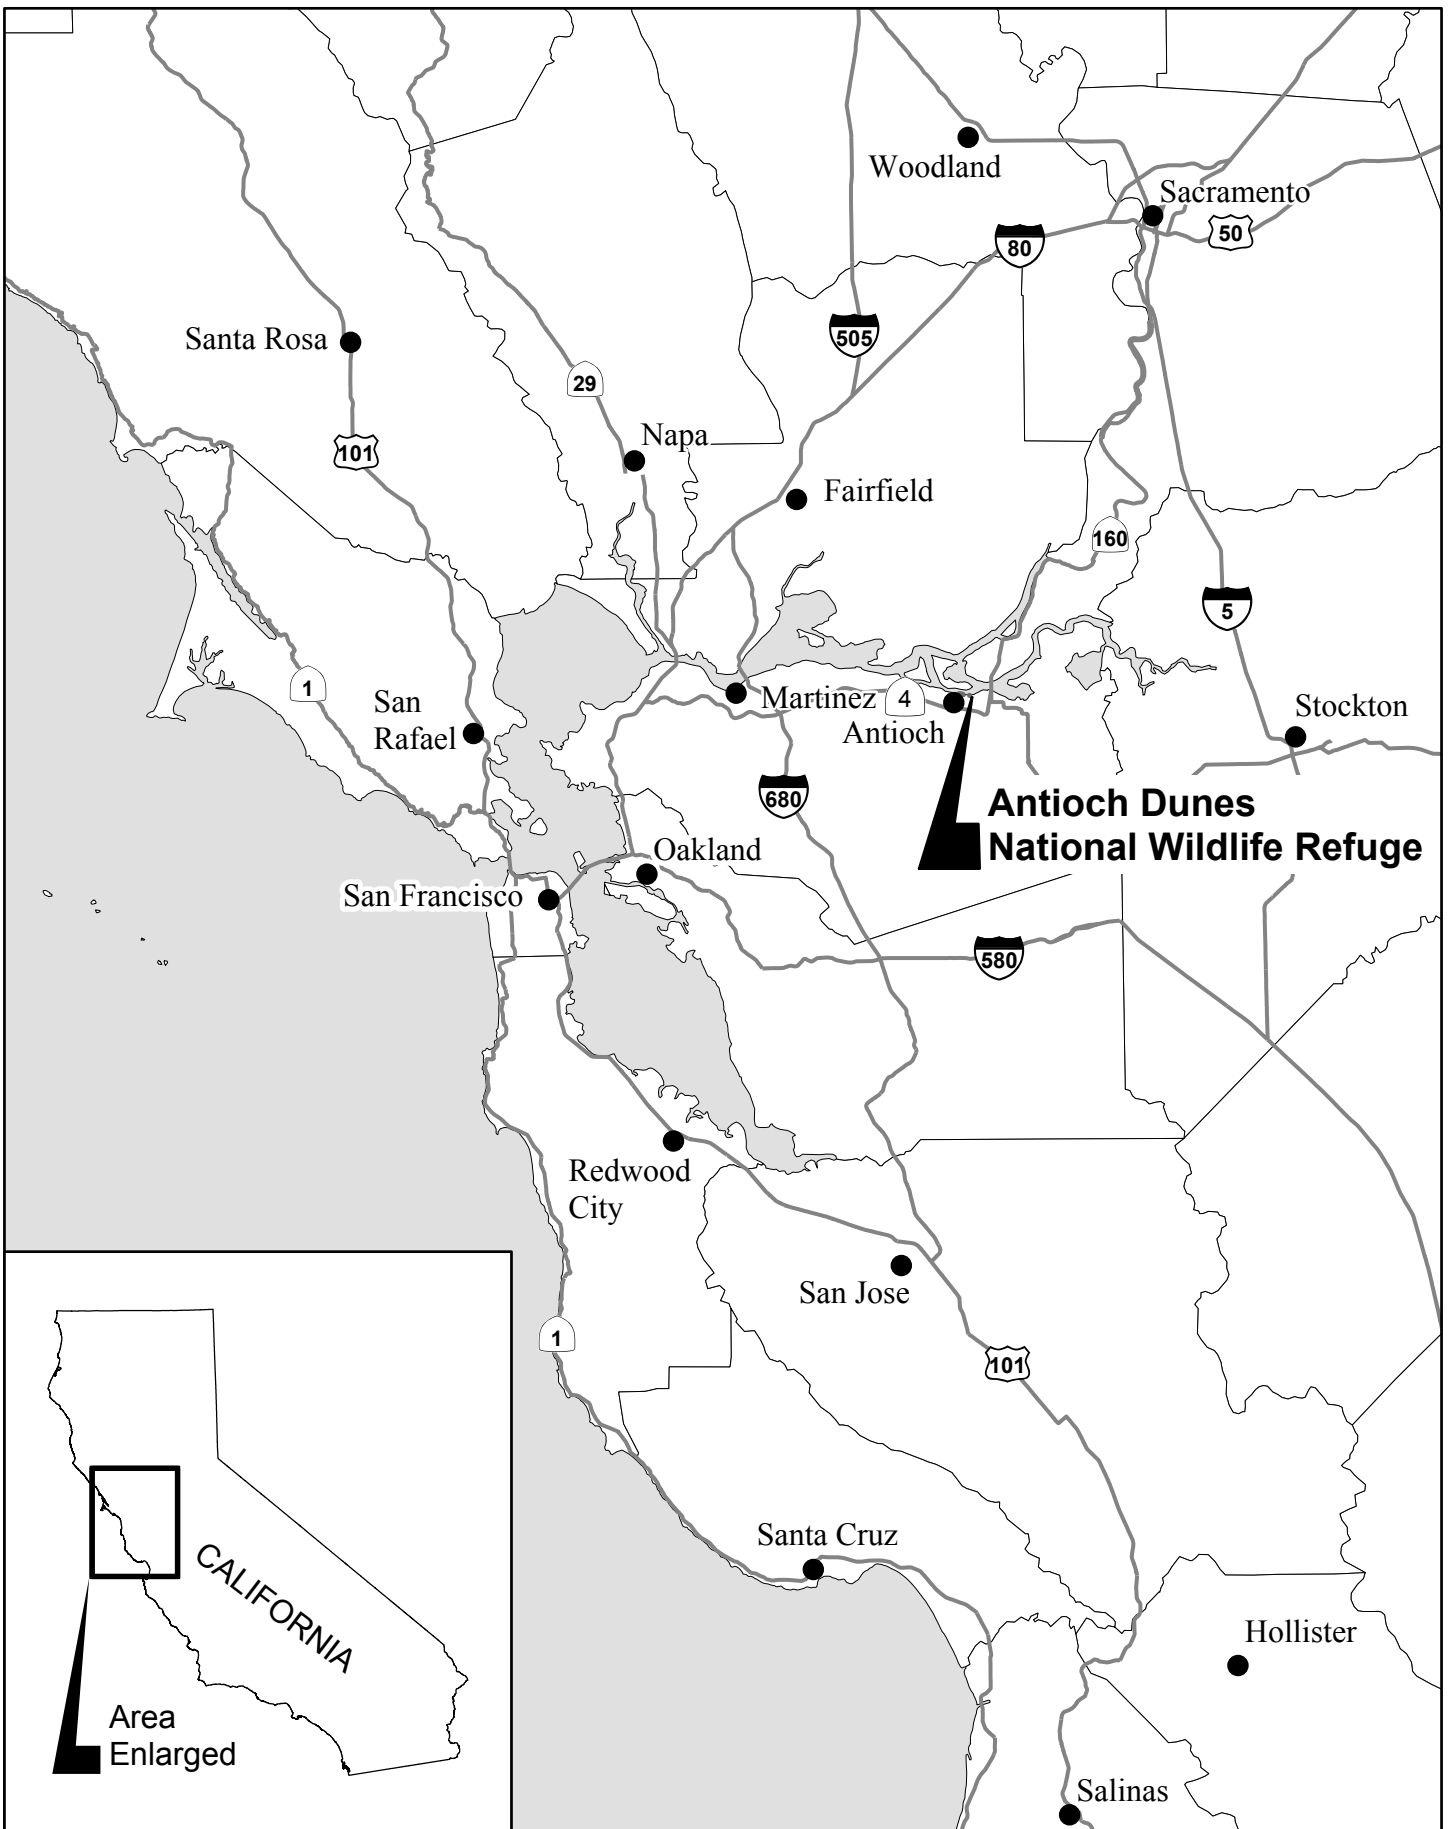 Woodland
Sacramento
50
80
Santa Rosa
505
29
Napa
101
Fairfield
160
5
1
San
Rafael
Martinez
4
Antioch
Stockton
680
Antioch Dunes
National Wildlife Refuge
Oakland
San Francisco
580
Redwood
City
San Jose
1
101
Santa Cruz
CALIFORNIA
Hollister
Area
Enlarged
Salinas